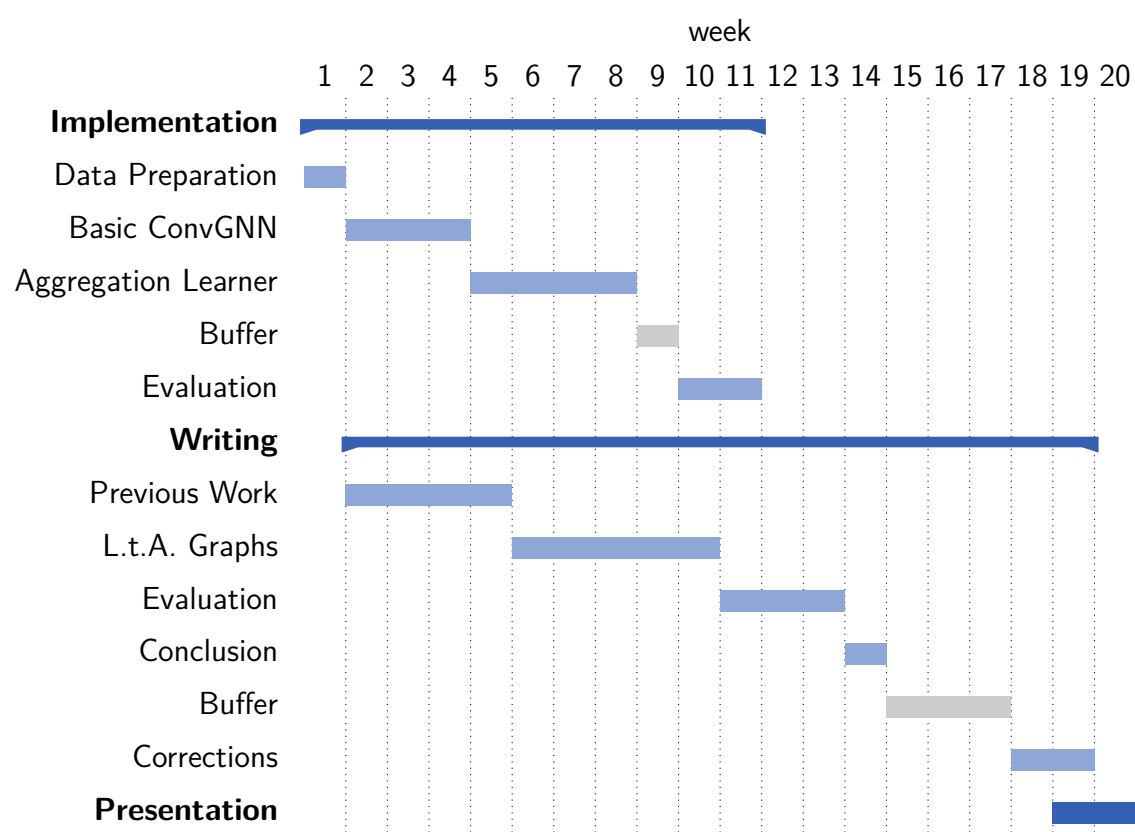 week
1 2 3 4 5 6 7 8 9 10 11 12 13 14 15 16 17 18 19 20
Implementation
Data Preparation
Basic ConvGNN
Aggregation Learner
Buffer
Evaluation
Writing
Previous Work
L.t.A. Graphs
Evaluation
Conclusion
Buffer
Corrections
Presentation